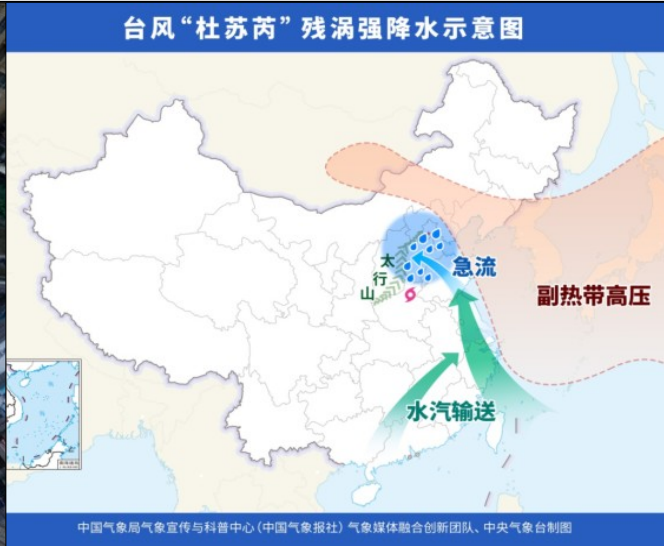 台风“杜苏芮”残涡强降水示意图
太
行
山
急流
副热带高压
水汽输送
中国气象局气象宣传与科普中心(中国气象报社)气象媒体融合创新团队、中央气象台制图